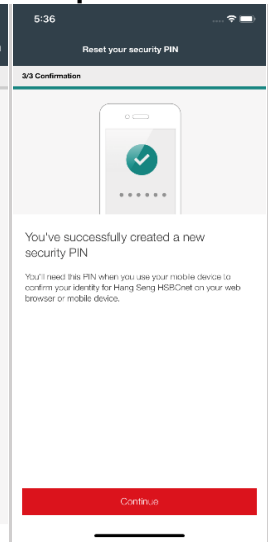 5:36
Reset your security PIN
3/3 Confirmation
You've successfully created a new
security PIN
You'll need this PIN when you use your mobile device to
confirm your identity for Hang Seng HSBCnet on your web
browser or mobile device.
Continue